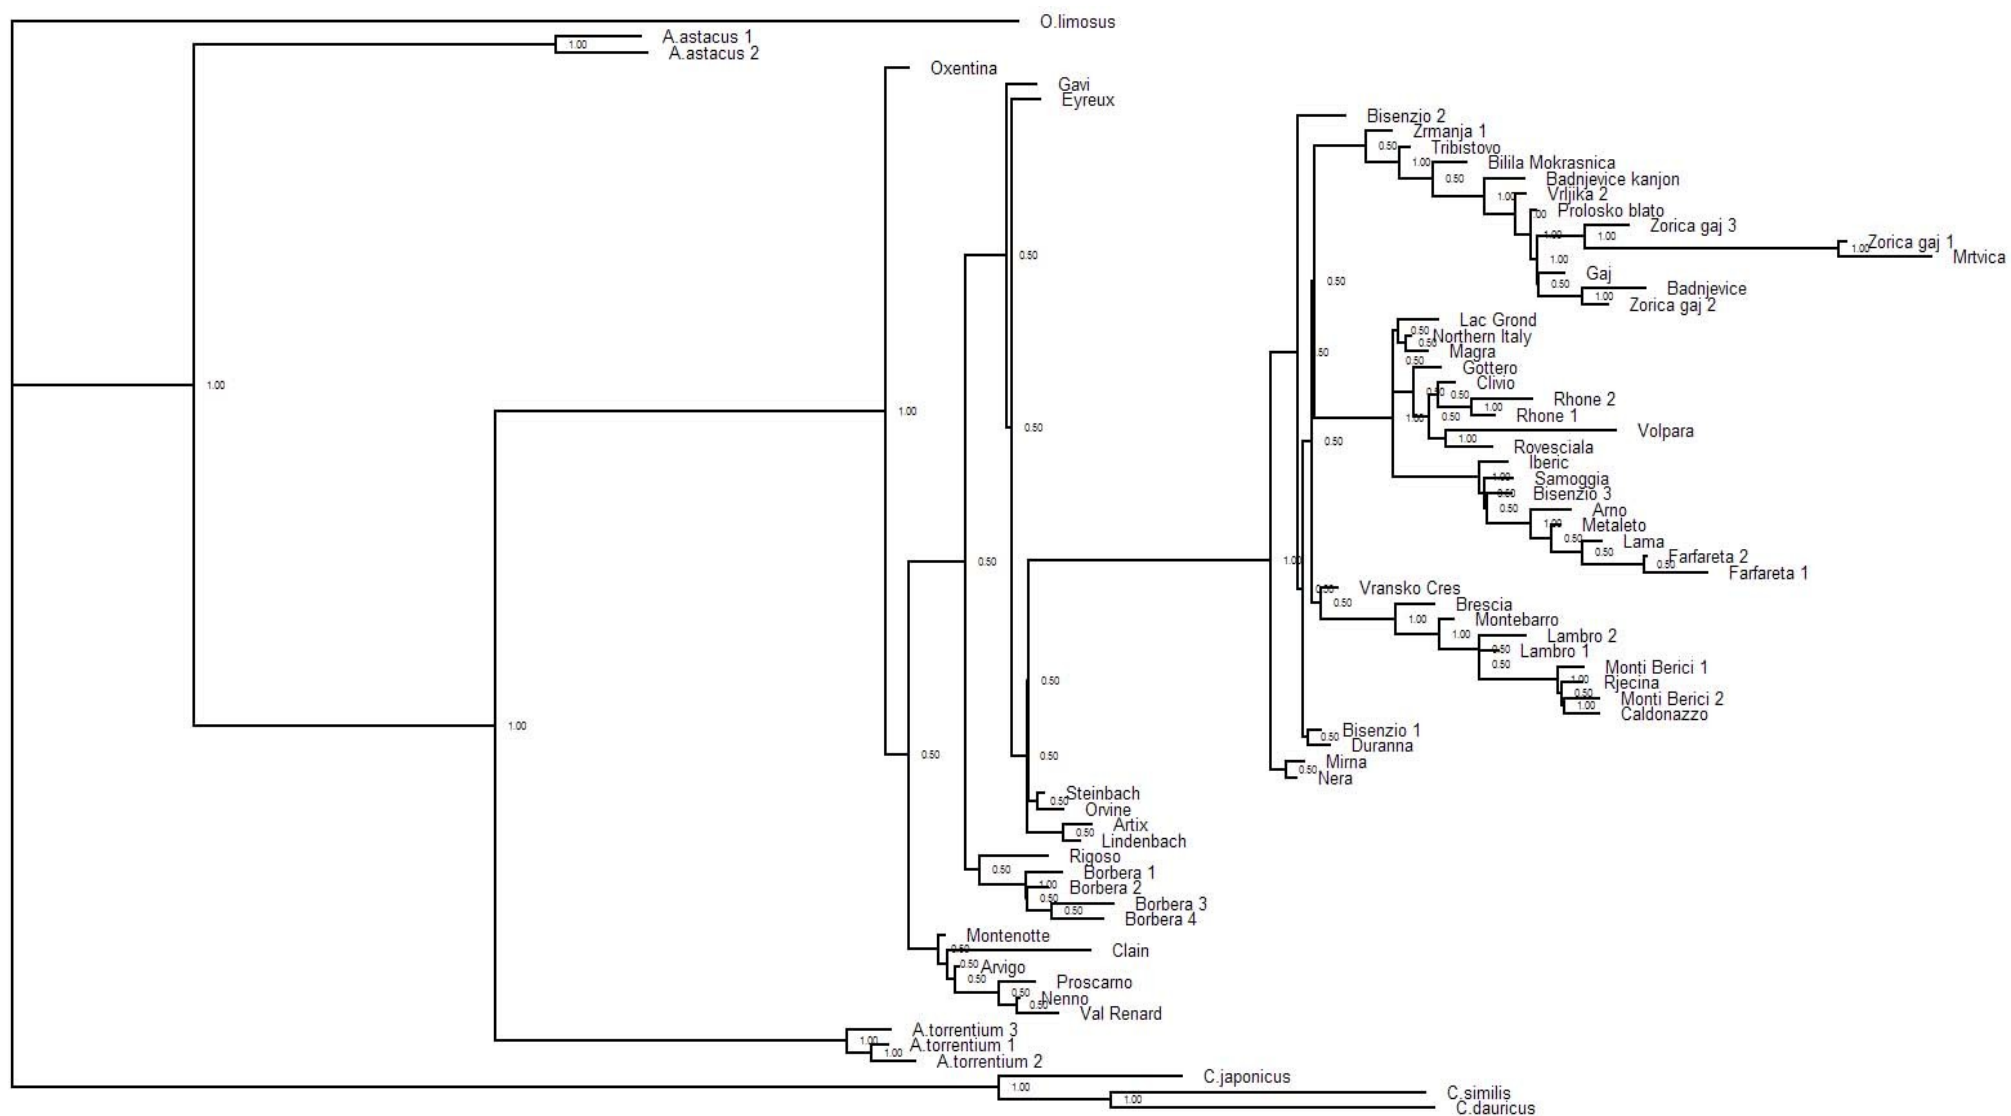 O.limosus
A.astacus 1
1.00
A.astacus 2
Oxentina
Gavi
Eyreux
Bisenzio 2
Zrmanja 1
0.50
Tribistovo
1.00
Bilila Mokrasnica
0.50
Badnjevice kanjon
1.00
Vrljika 2
Prolosko blato
Zorica gaj 3
1.00
1.00
Zorica gaj 1
1.00
Mrtvica
0.50
1.00
Gaj
0.50
0.50
Badnjevice
1.00
Zorica gaj 2
Lac Grond
0.50
Northern Italy
0.50
Magra
0.50
Gottero
Clivio
0.50
0.50
Rhone 2
1.00
Rhone 1
0.50
1.00
Volpara
1.00
Rovesciala
Iberic
1.00
Samoggia
0.50
Bisenzio 3
0.50
Arno
1.00
Metaleto
0.50
Lama
0.50
Farfareta 2
0.50
Farfareta 1
1.00
1.00
0.50
0.50
0.50
0.50
1.00
Vransko Cres
0.50
Brescia
1.00
Montebarro
1.00
Lambro 2
0.50
Lambro 1
0.50
Monti Berici 1
1.00
Rjecina
0.50
Monti Berici 2
1.00
Caldonazzo
0.50
1.00
Bisenzio 1
0.50
Duranna
0.50
0.50
Mirna
0.50
Nera
Steinbach
0.50
Orvine
Artix
0.50
Lindenbach
Rigoso
0.50
Borbera 1
1.00
Borbera 2
0.50
Borbera 3
0.50
Borbera 4
Montenotte
0.50
Clain
0.50
Arvigo
0.50
Proscarno
0.50
Nenno
0.50
Val Renard
A.torrentium 3
1.00
A.torrentium 1
1.00
A.torrentium 2
C.japonicus
1.00
C.similis
1.00
C.dauricus